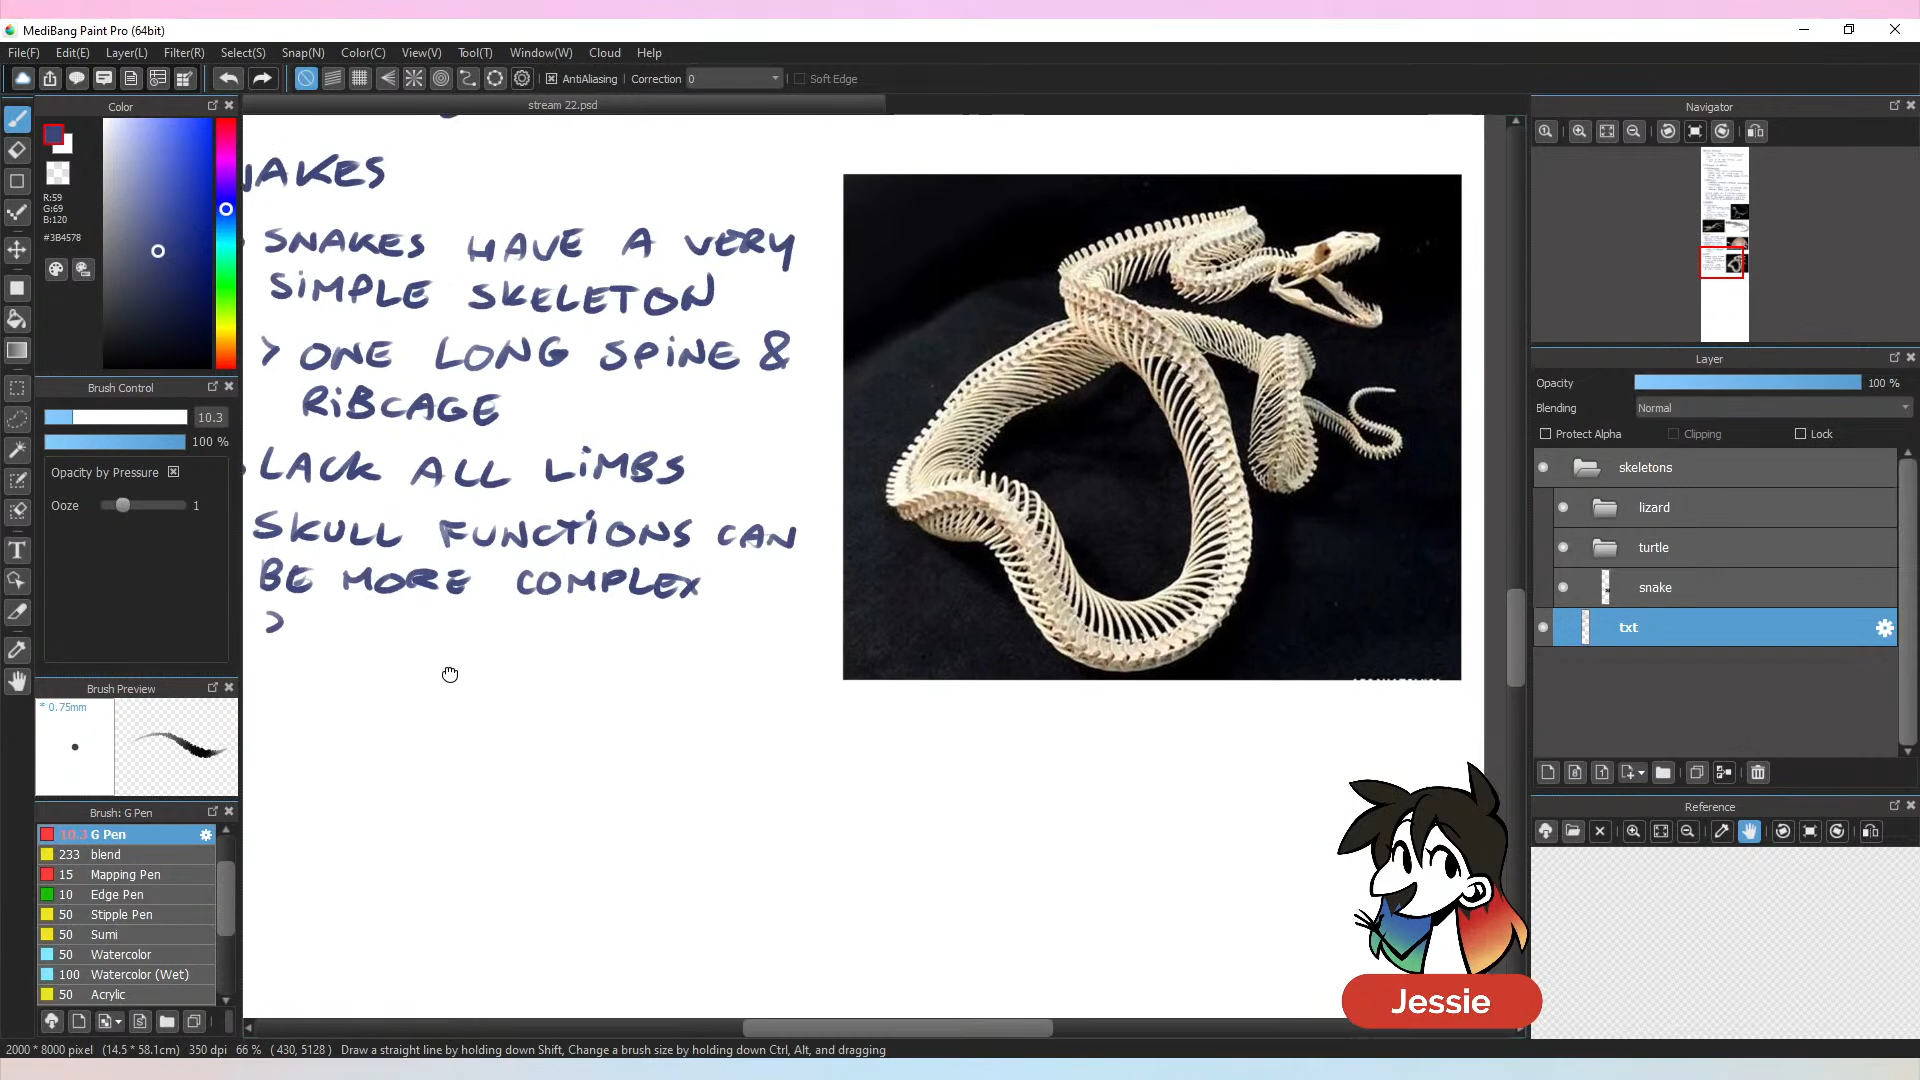 MediBang Paint Pro (64bit)
File(F) Edit(E) Layer(L) Filter(R) Select(S) Snap(N) Color(C) View(V) Tool(T) Window(W) Cloud Help
AntiAliasing Correction 0 Soft Edge
Color
stream 22.psd
Navigator
R:59
G:69
B:120
#3B4578
Brush Control
10.3
100 %
Opacity by Pressure
Ooze 1
Brush Preview
* 0.75mm
Brush: G Pen
10.3 G Pen
233 blend
15 Mapping Pen
10 Edge Pen
50 Stipple Pen
50 Sumi
50 Watercolor
100 Watercolor (Wet)
50 Acrylic
NAKES
SNAKES HAVE A VERY
SIMPLE SKELETON
> ONE LONG SPINE &
RIBCAGE
LACK ALL LIMBS
SKULL FUNCTIONS CAN
BE MORE COMPLEX
>
Layer
Opacity 100 %
Blending Normal
Protect Alpha Clipping Lock
skeletons
lizard
turtle
snake
txt
Reference
Jessie
2000 * 8000 pixel (14.5 * 58.1cm) 350 dpi 66 % ( 430, 5128 ) Draw a straight line by holding down Shift, Change a brush size by holding down Ctrl, Alt, and dragging